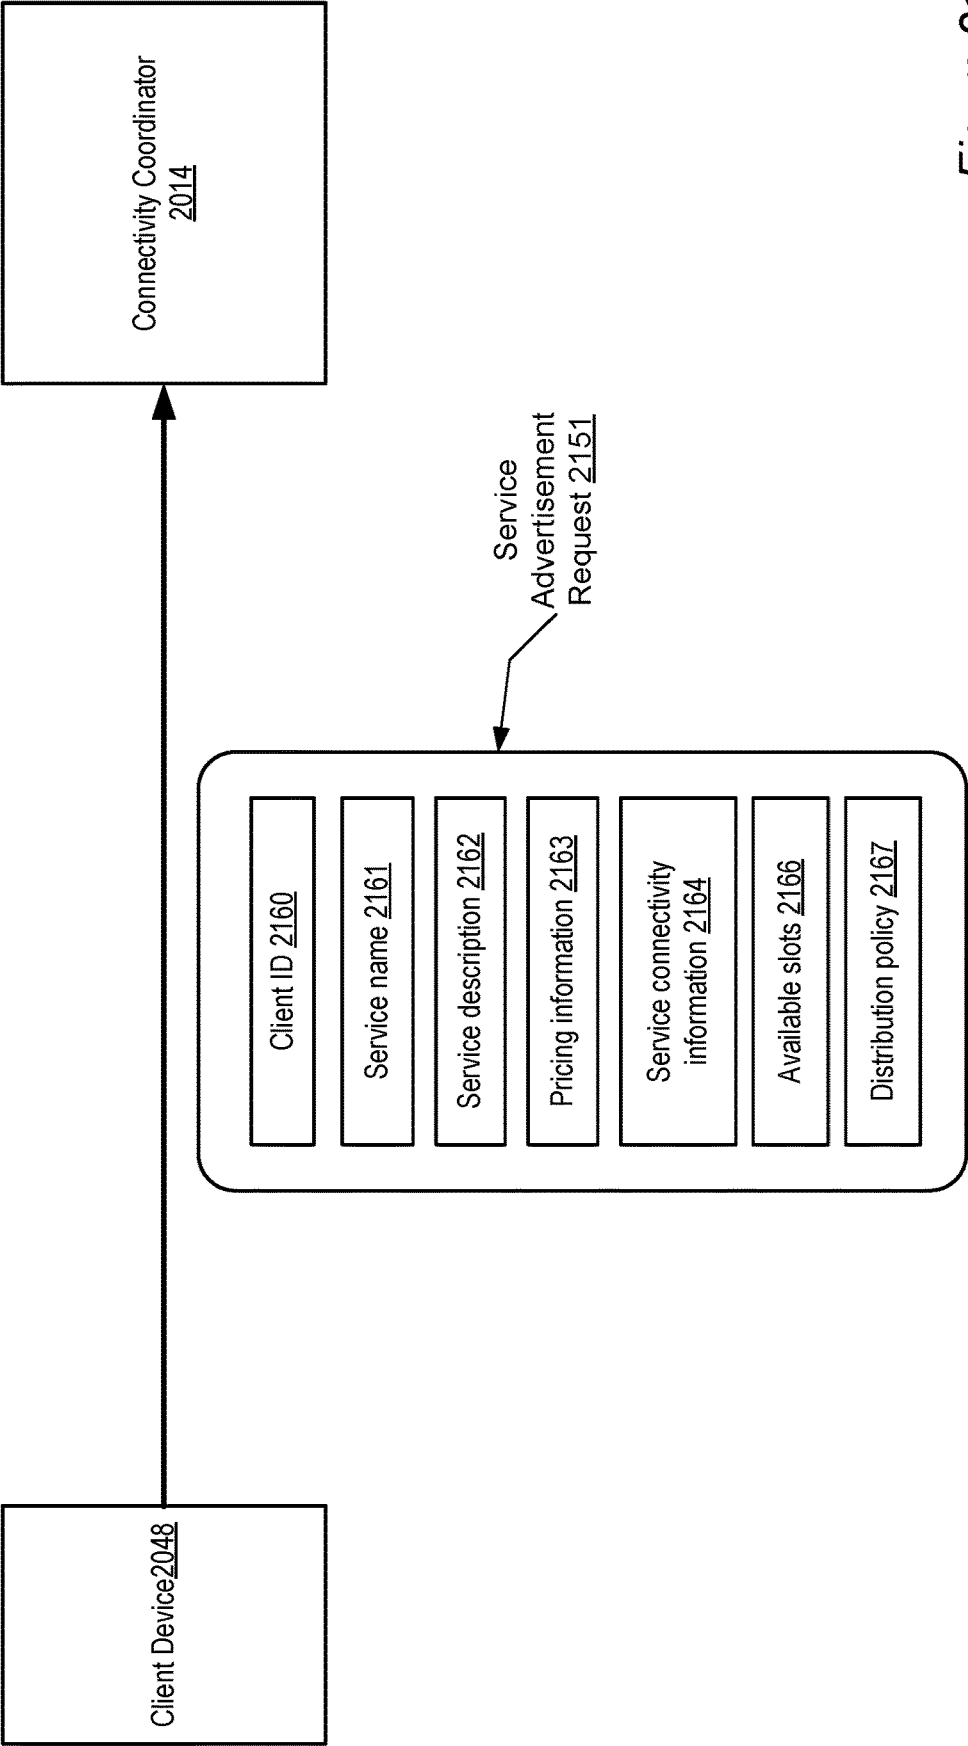 Client Device2048
Connectivity Coordinator
2014
Service
Advertisement
Request 2151
Client ID 2160
Service name 2161
Service description 2162
Pricing information 2163
Service connectivity
information 2164
Available slots 2166
Distribution policy 2167